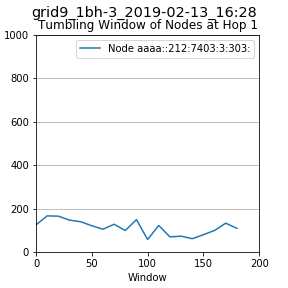 grid9_1bh-3_2019-02-13_16:28
Tumbling Window of Nodes at Hop 1
Node aaaa::212:7403:3:303:
1000
800
600
400
200
0
0 50 100 150 200
Window